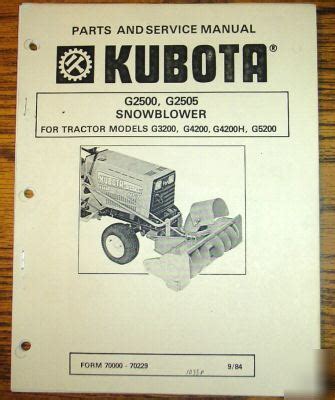 PARTS AND SERVICE MANUAL
KUBOTA®
G2500, G2505
SNOWBLOWER
FOR TRACTOR MODELS G3200, G4200, G4200H, G5200
KUBOTA
FORM 70000 - 70229
9/84